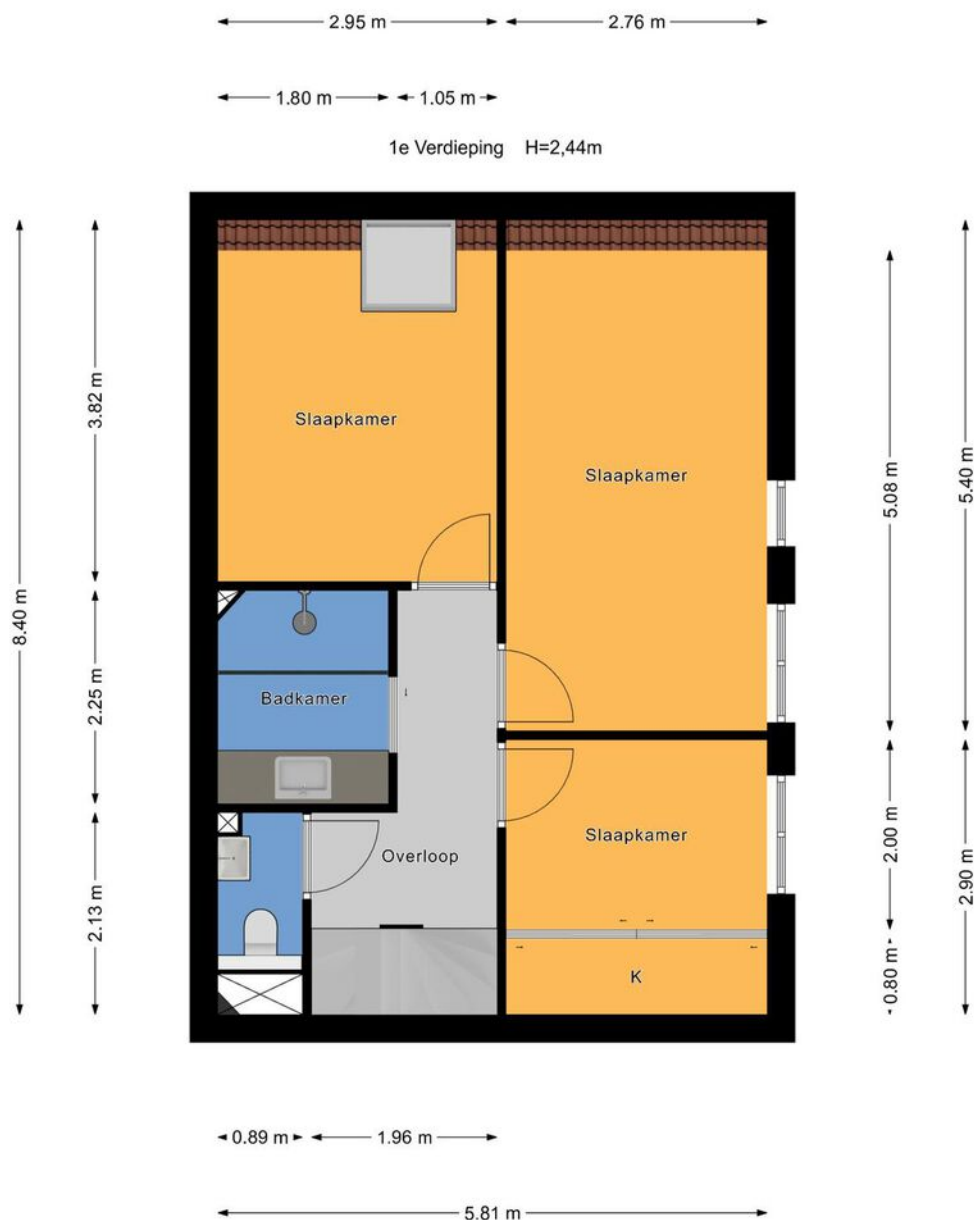 2.95 m 2.76 m
1.80 m 1.05 m
1e Verdieping H=2,44m
8.40 m
3.82 m
2.25 m
2.13 m
Slaapkamer
Slaapkamer
Badkamer
Slaapkamer
Overloop
K
5.08 m
5.40 m
2.00 m
2.90 m
0.80 m
0.89 m 1.96 m
5.81 m